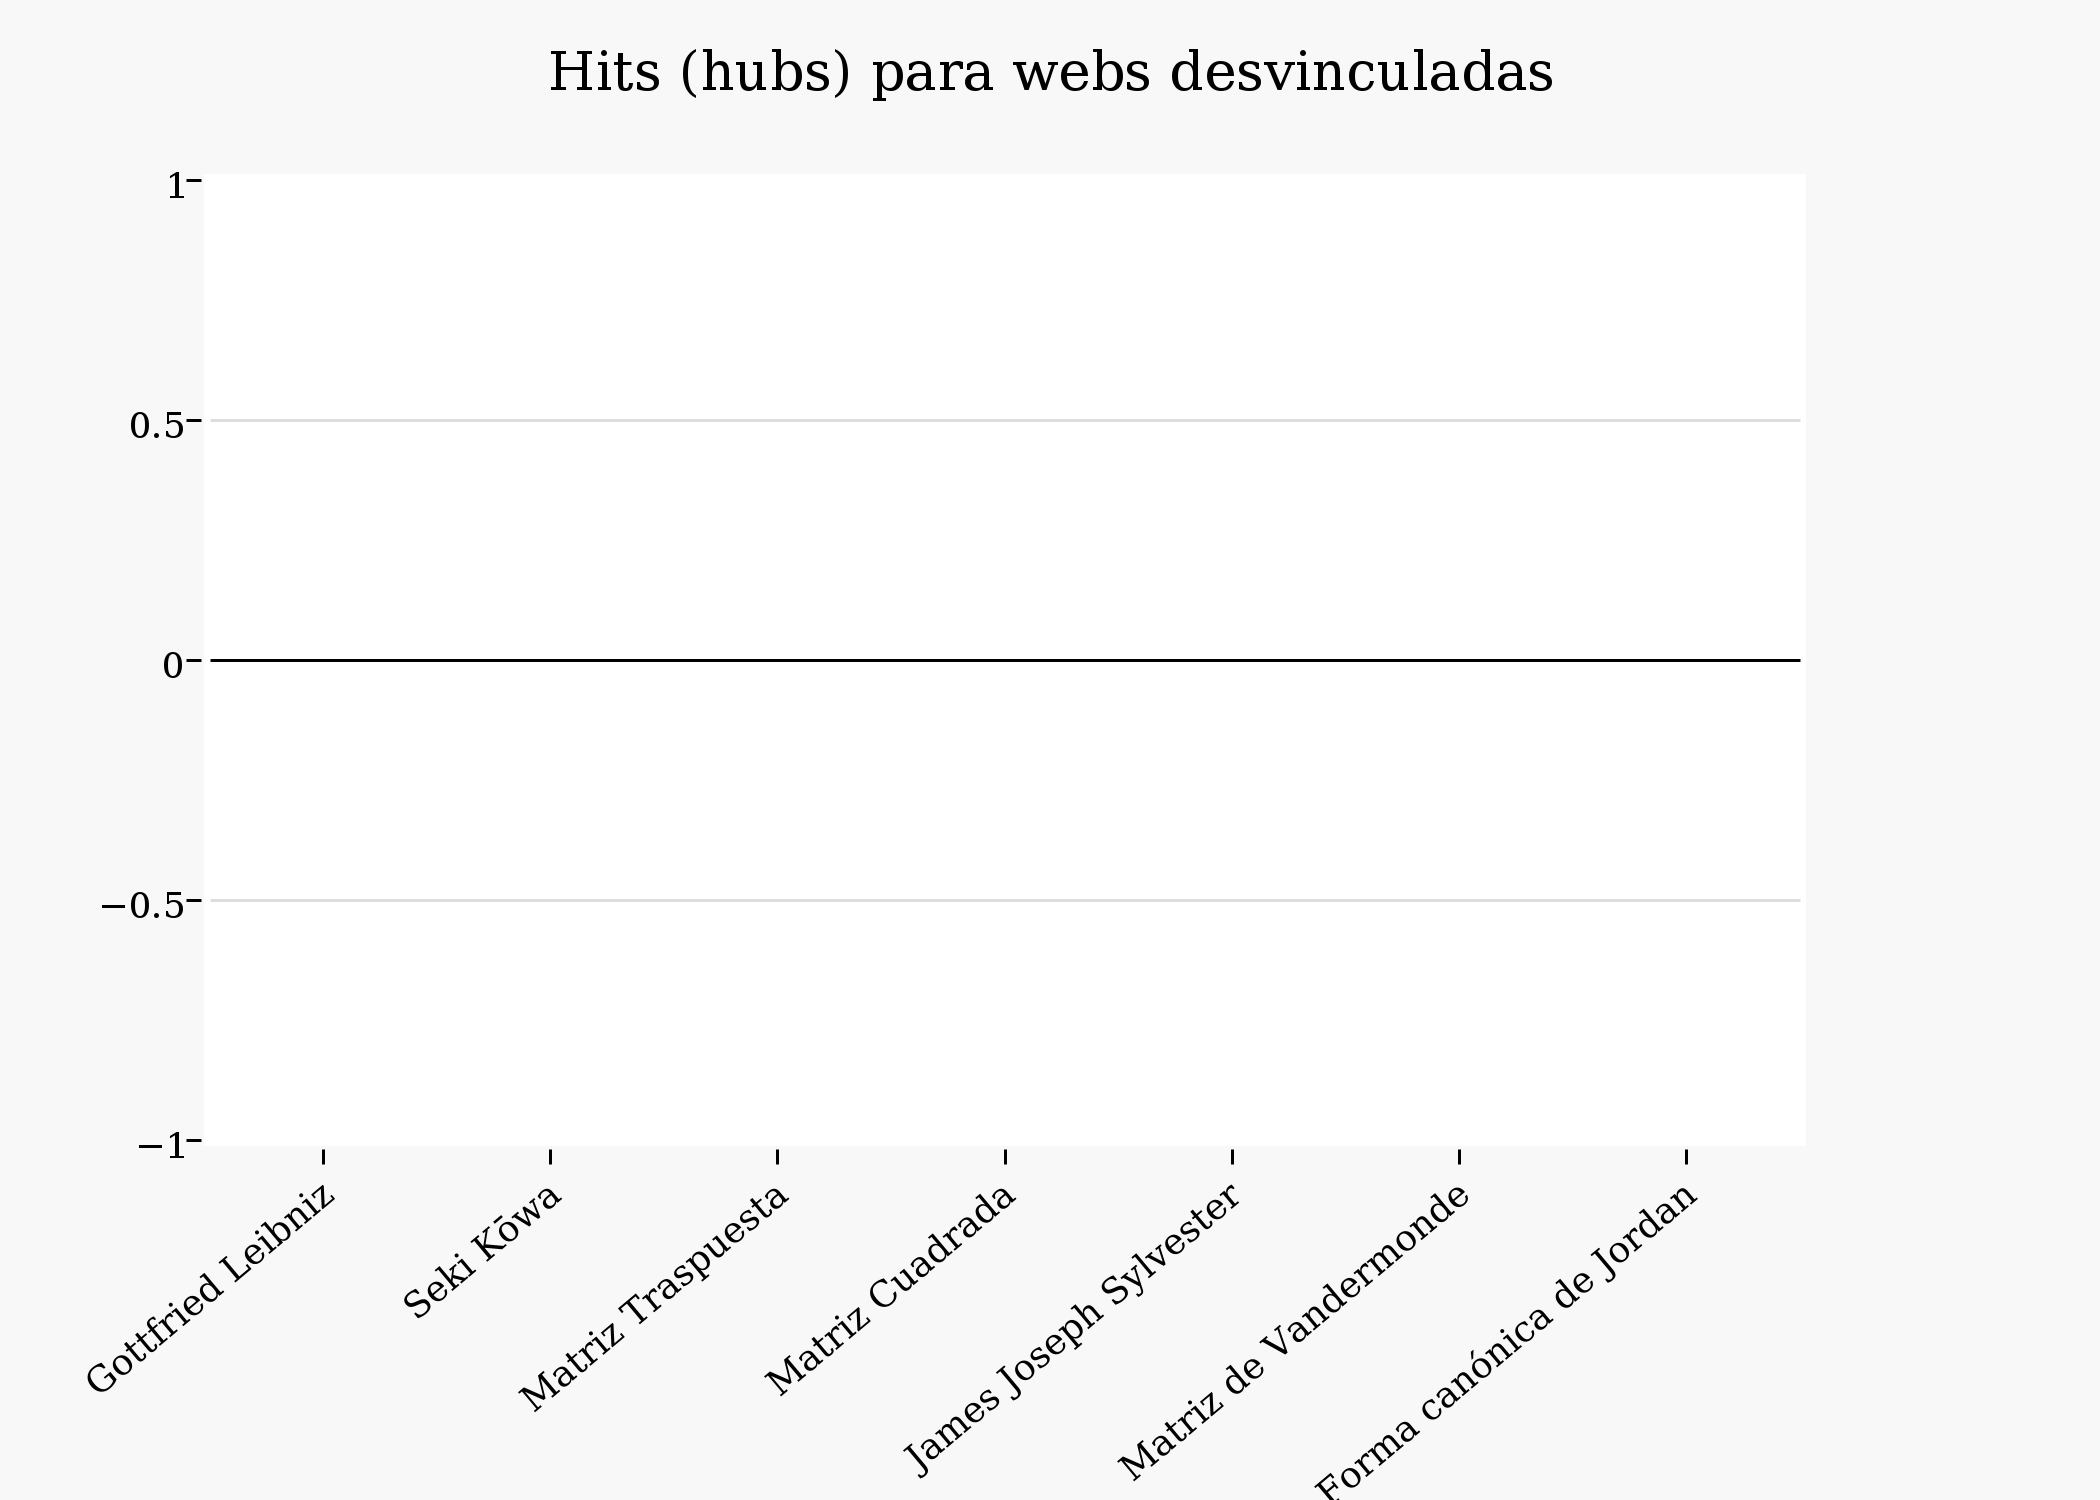 Hits (hubs) para webs desvinculadas
1
0.5
0
−0.5
−1
Gottfried Leibniz
Seki Kōwa
Matriz Traspuesta
Matriz Cuadrada
James Joseph Sylvester
Matriz de Vandermonde
Forma canónica de Jordan